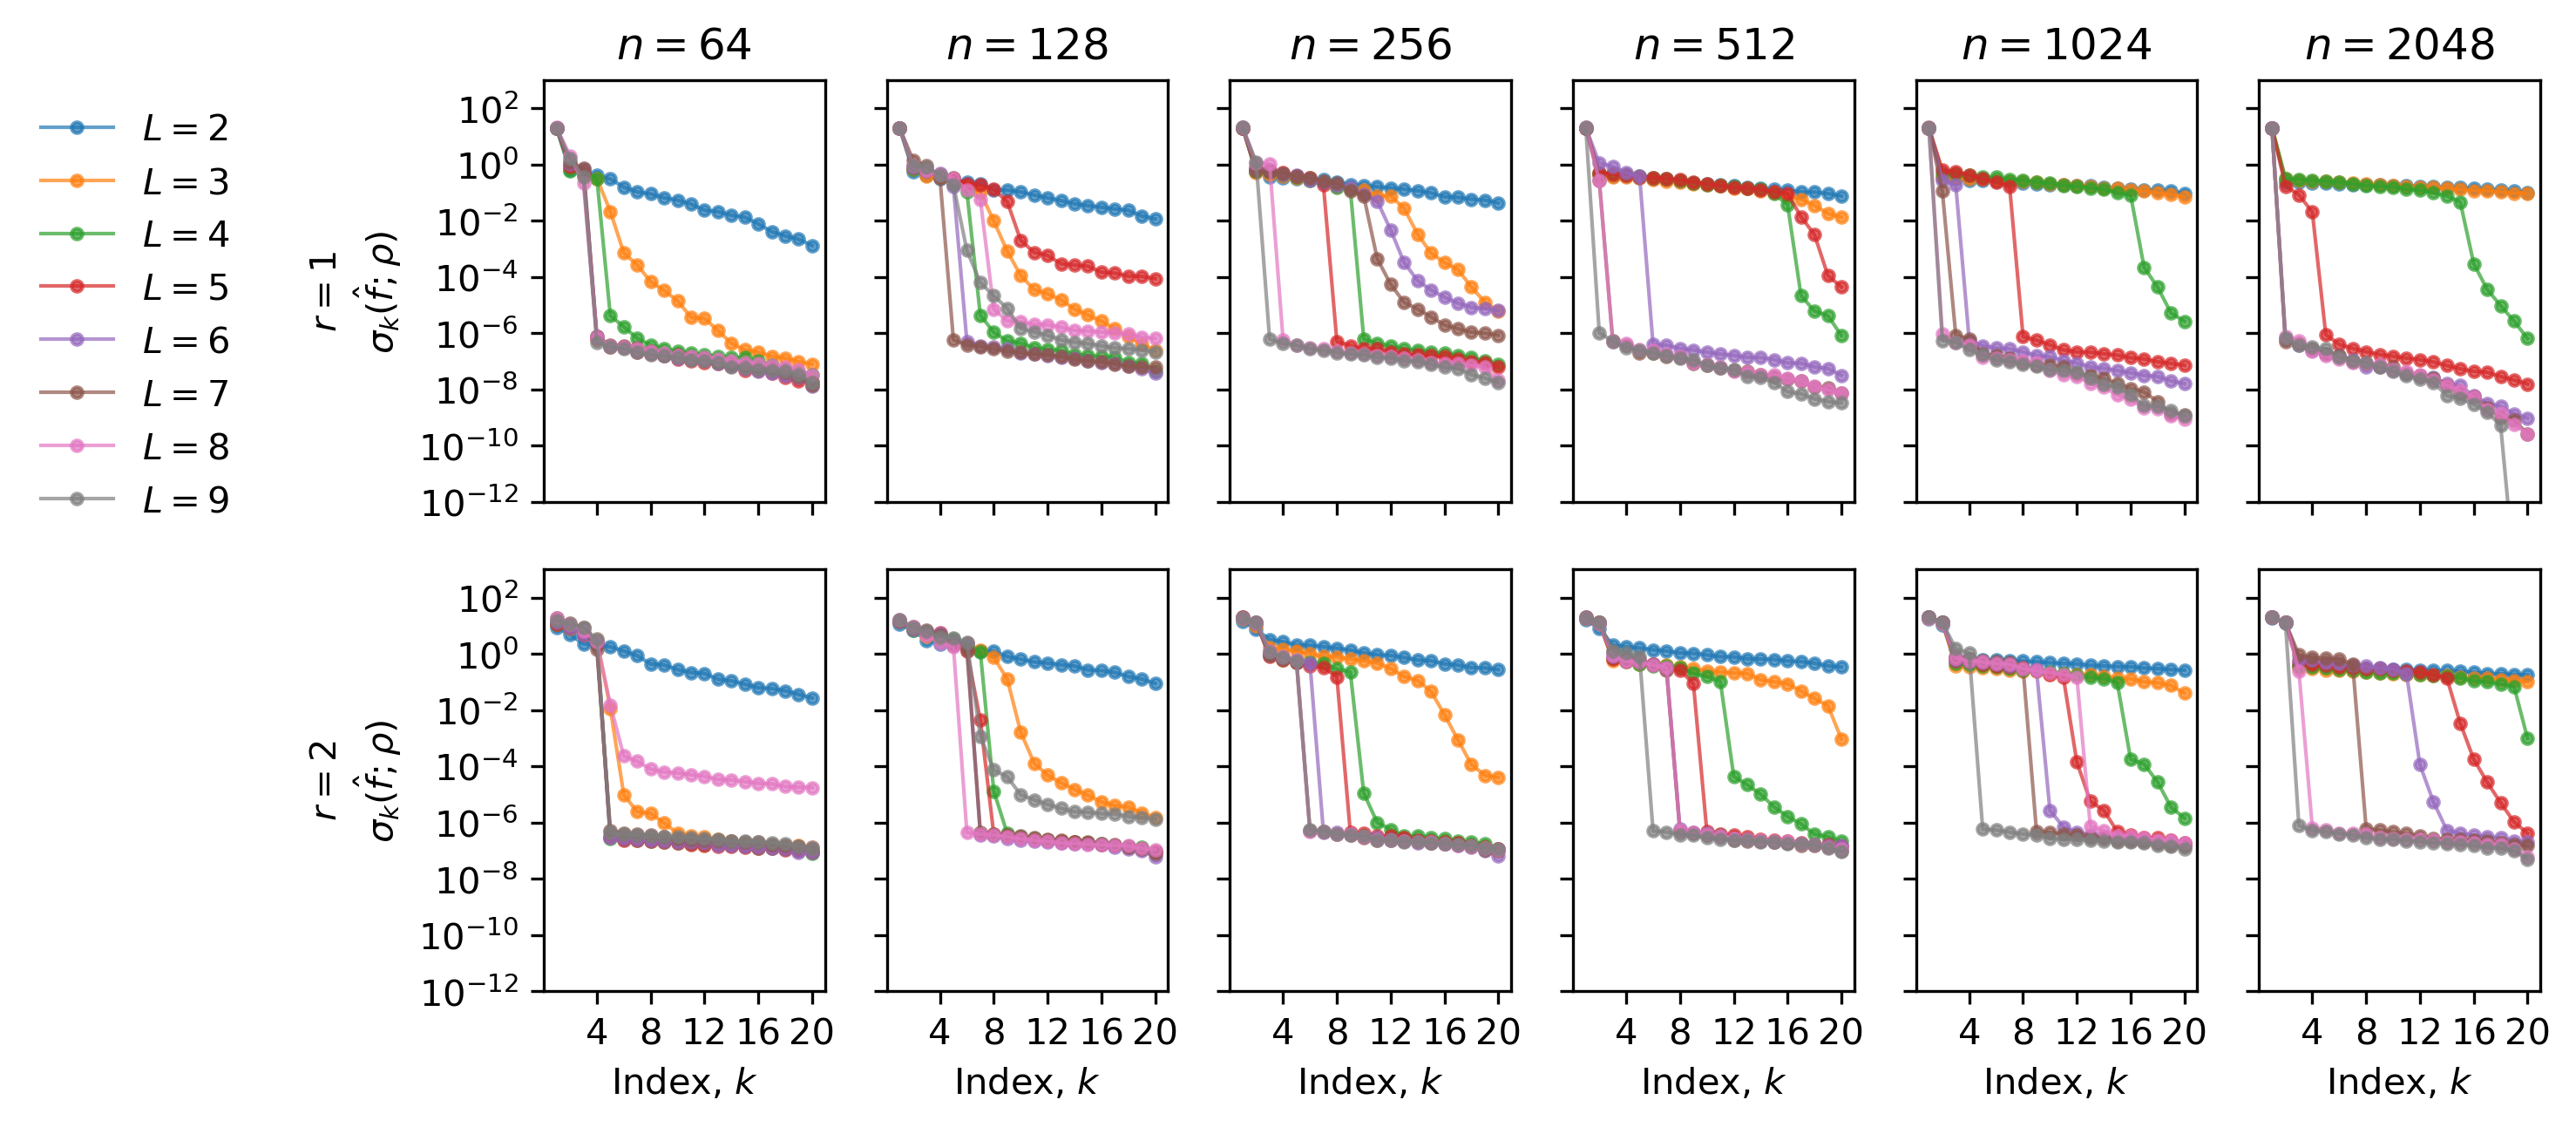 n = 64
n = 128
n = 256
n = 512
n = 1024
n = 2048
L = 2
L = 3
L = 4
L = 5
L = 6
L = 7
L = 8
L = 9
r = 1
σ_k(f̂; ρ)
10^2
10^0
10^−2
10^−4
10^−6
10^−8
10^−10
10^−12
r = 2
σ_k(f̂; ρ)
10^2
10^0
10^−2
10^−4
10^−6
10^−8
10^−10
10^−12
4 8 12 16 20
4 8 12 16 20
4 8 12 16 20
4 8 12 16 20
4 8 12 16 20
4 8 12 16 20
Index, k
Index, k
Index, k
Index, k
Index, k
Index, k